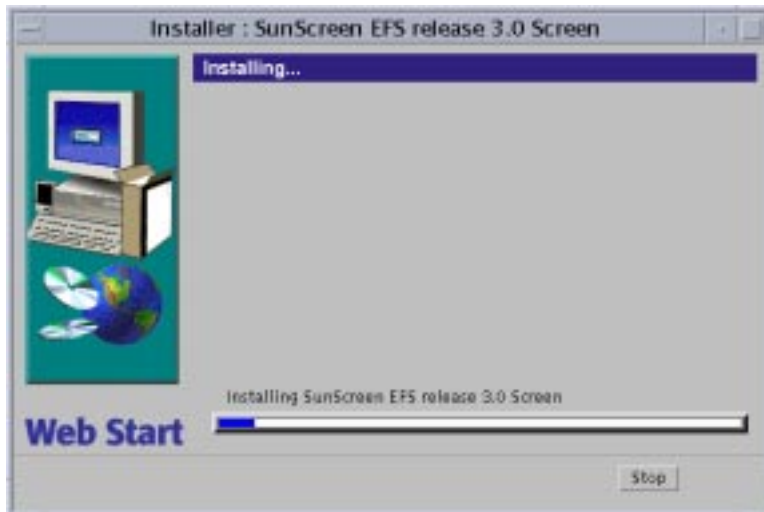 Installer : SunScreen EFS release 3.0 Screen
Installing...
Installing SunScreen EFS release 3.0 Screen
Web Start
Stop